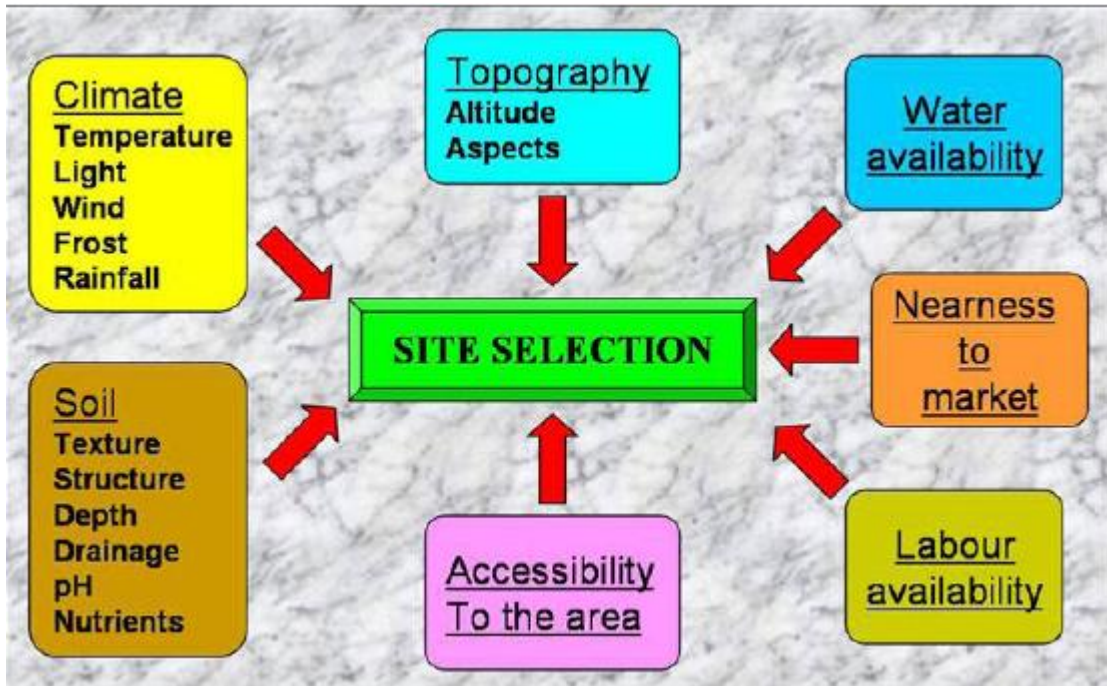 Climate
Temperature
Light
Wind
Frost
Rainfall
Topography
Altitude
Aspects
Water
availability
SITE SELECTION
Nearness
to
market
Soil
Texture
Structure
Depth
Drainage
pH
Nutrients
Accessibility
To the area
Labour
availability